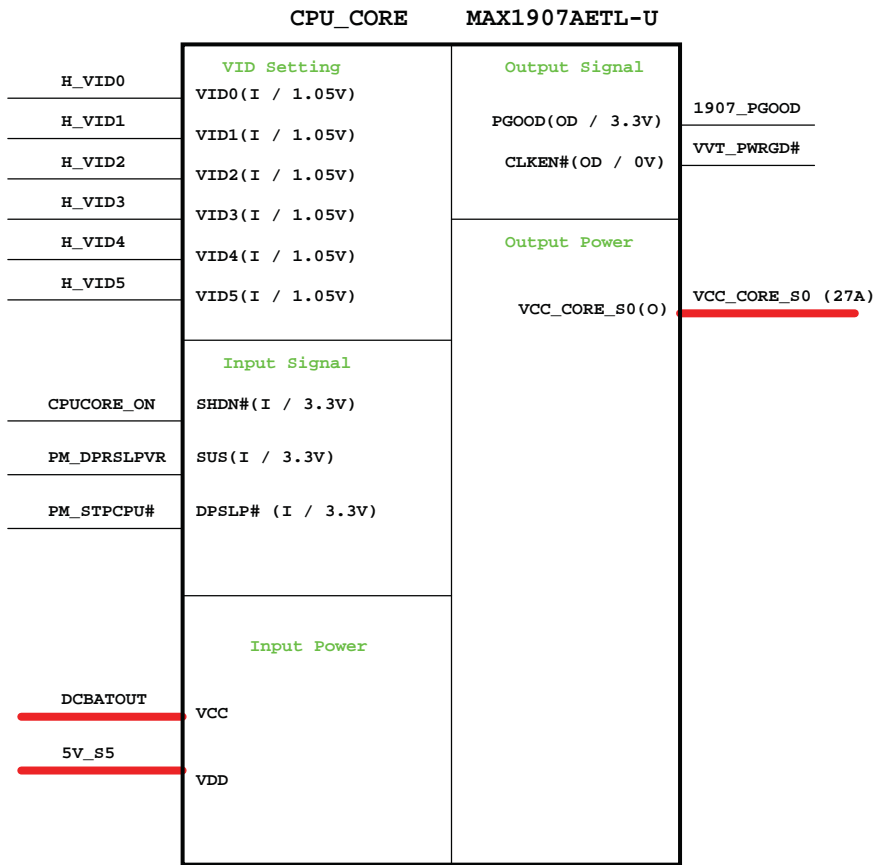 CPU_CORE MAX1907AETL-U
VID Setting
H_VID0
VID0(I / 1.05V)
H_VID1
VID1(I / 1.05V)
H_VID2
VID2(I / 1.05V)
H_VID3
VID3(I / 1.05V)
H_VID4
VID4(I / 1.05V)
H_VID5
VID5(I / 1.05V)
Input Signal
CPUCORE_ON SHDN#(I / 3.3V)
PM_DPRSLPVR SUS(I / 3.3V)
PM_STPCPU# DPSLP# (I / 3.3V)
Input Power
DCBATOUT
VCC
5V_S5
VDD
Output Signal
PGOOD(OD / 3.3V) 1907_PGOOD
CLKEN#(OD / 0V) VVT_PWRGD#
Output Power
VCC_CORE_S0(O) VCC_CORE_S0 (27A)